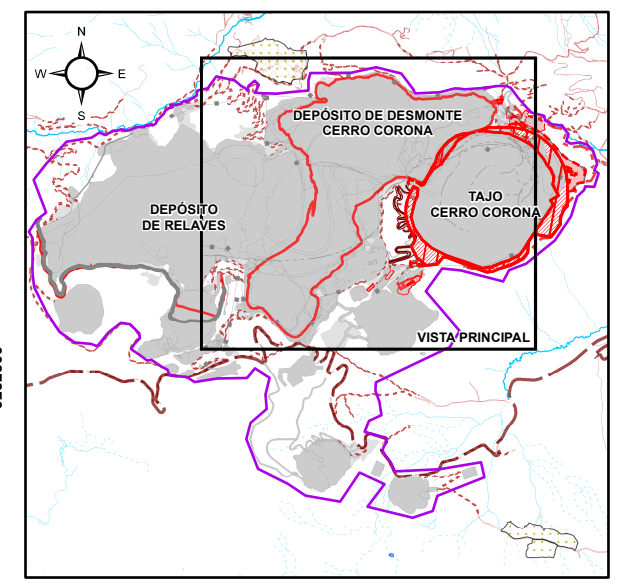 N
W
E
S
DEPÓSITO DE DESMONTE
CERRO CORONA
TAJO
CERRO CORONA
DEPÓSITO
DE RELAVES
VISTA PRINCIPAL